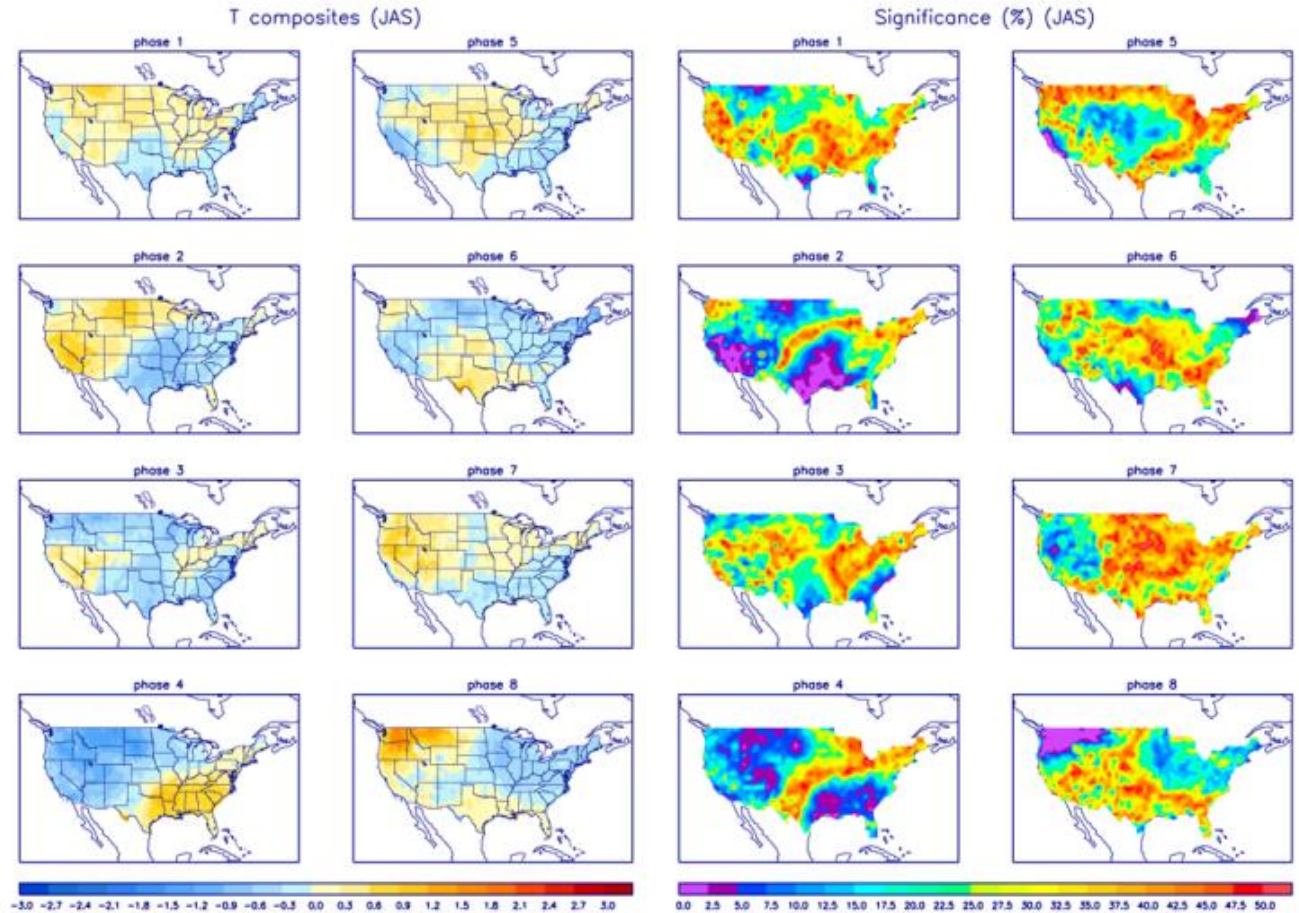 T composites (JAS)
Significance (%) (JAS)
phase 1
phase 5
phase 1
phase 5
phase 2
phase 6
phase 2
phase 6
phase 3
phase 7
phase 3
phase 7
phase 4
phase 8
phase 4
phase 8
-3.0 -2.7 -2.4 -2.1 -1.8 -1.5 -1.2 -0.9 -0.6 -0.3 0.0 0.3 0.6 0.9 1.2 1.5 1.8 2.1 2.4 2.7 3.0
0.0 2.5 5.0 7.5 10.0 12.5 15.0 17.5 20.0 22.5 25.0 27.5 30.0 32.5 35.0 37.5 40.0 42.5 45.0 47.5 50.0